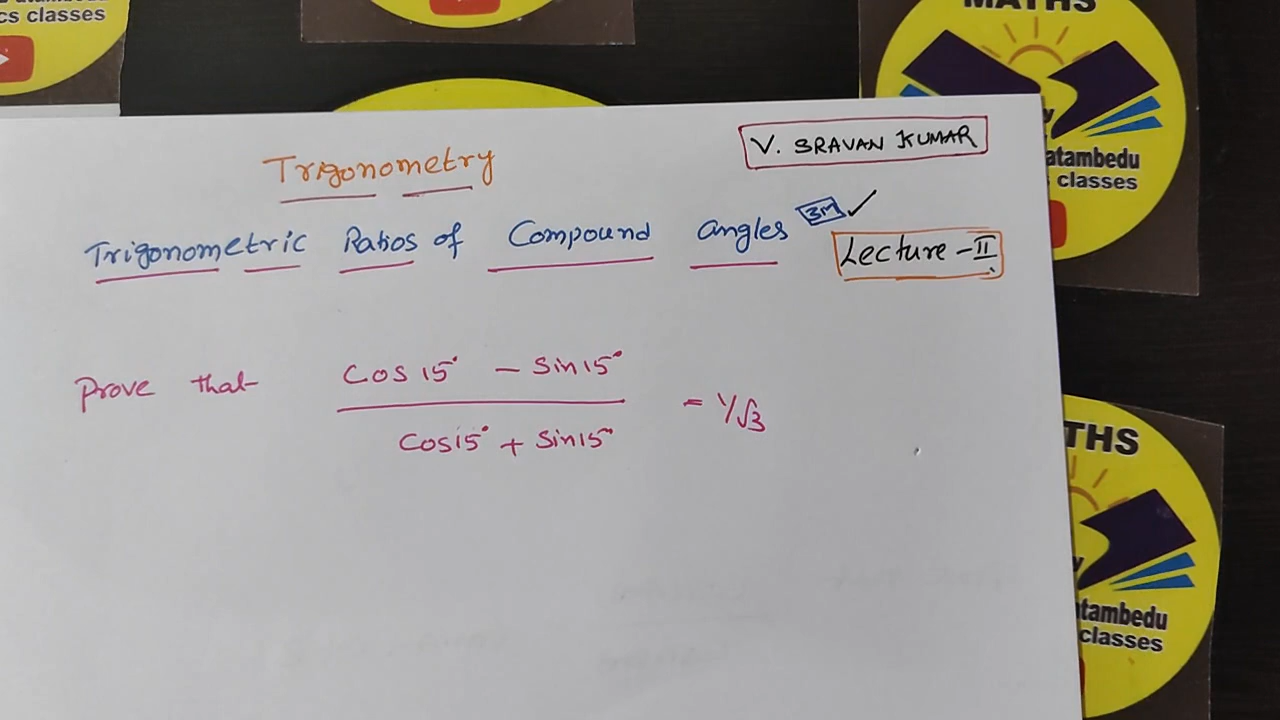 cs classes
MATHS
atambedu
classes
V. SRAVAN KUMAR
Trigonometry
Trigonometric Ratios of Compound angles 3M ✓
Lecture - II
Prove that cos 15° - sin 15° / cos 15° + sin 15° = 1/√3
THS
atambedu
classes